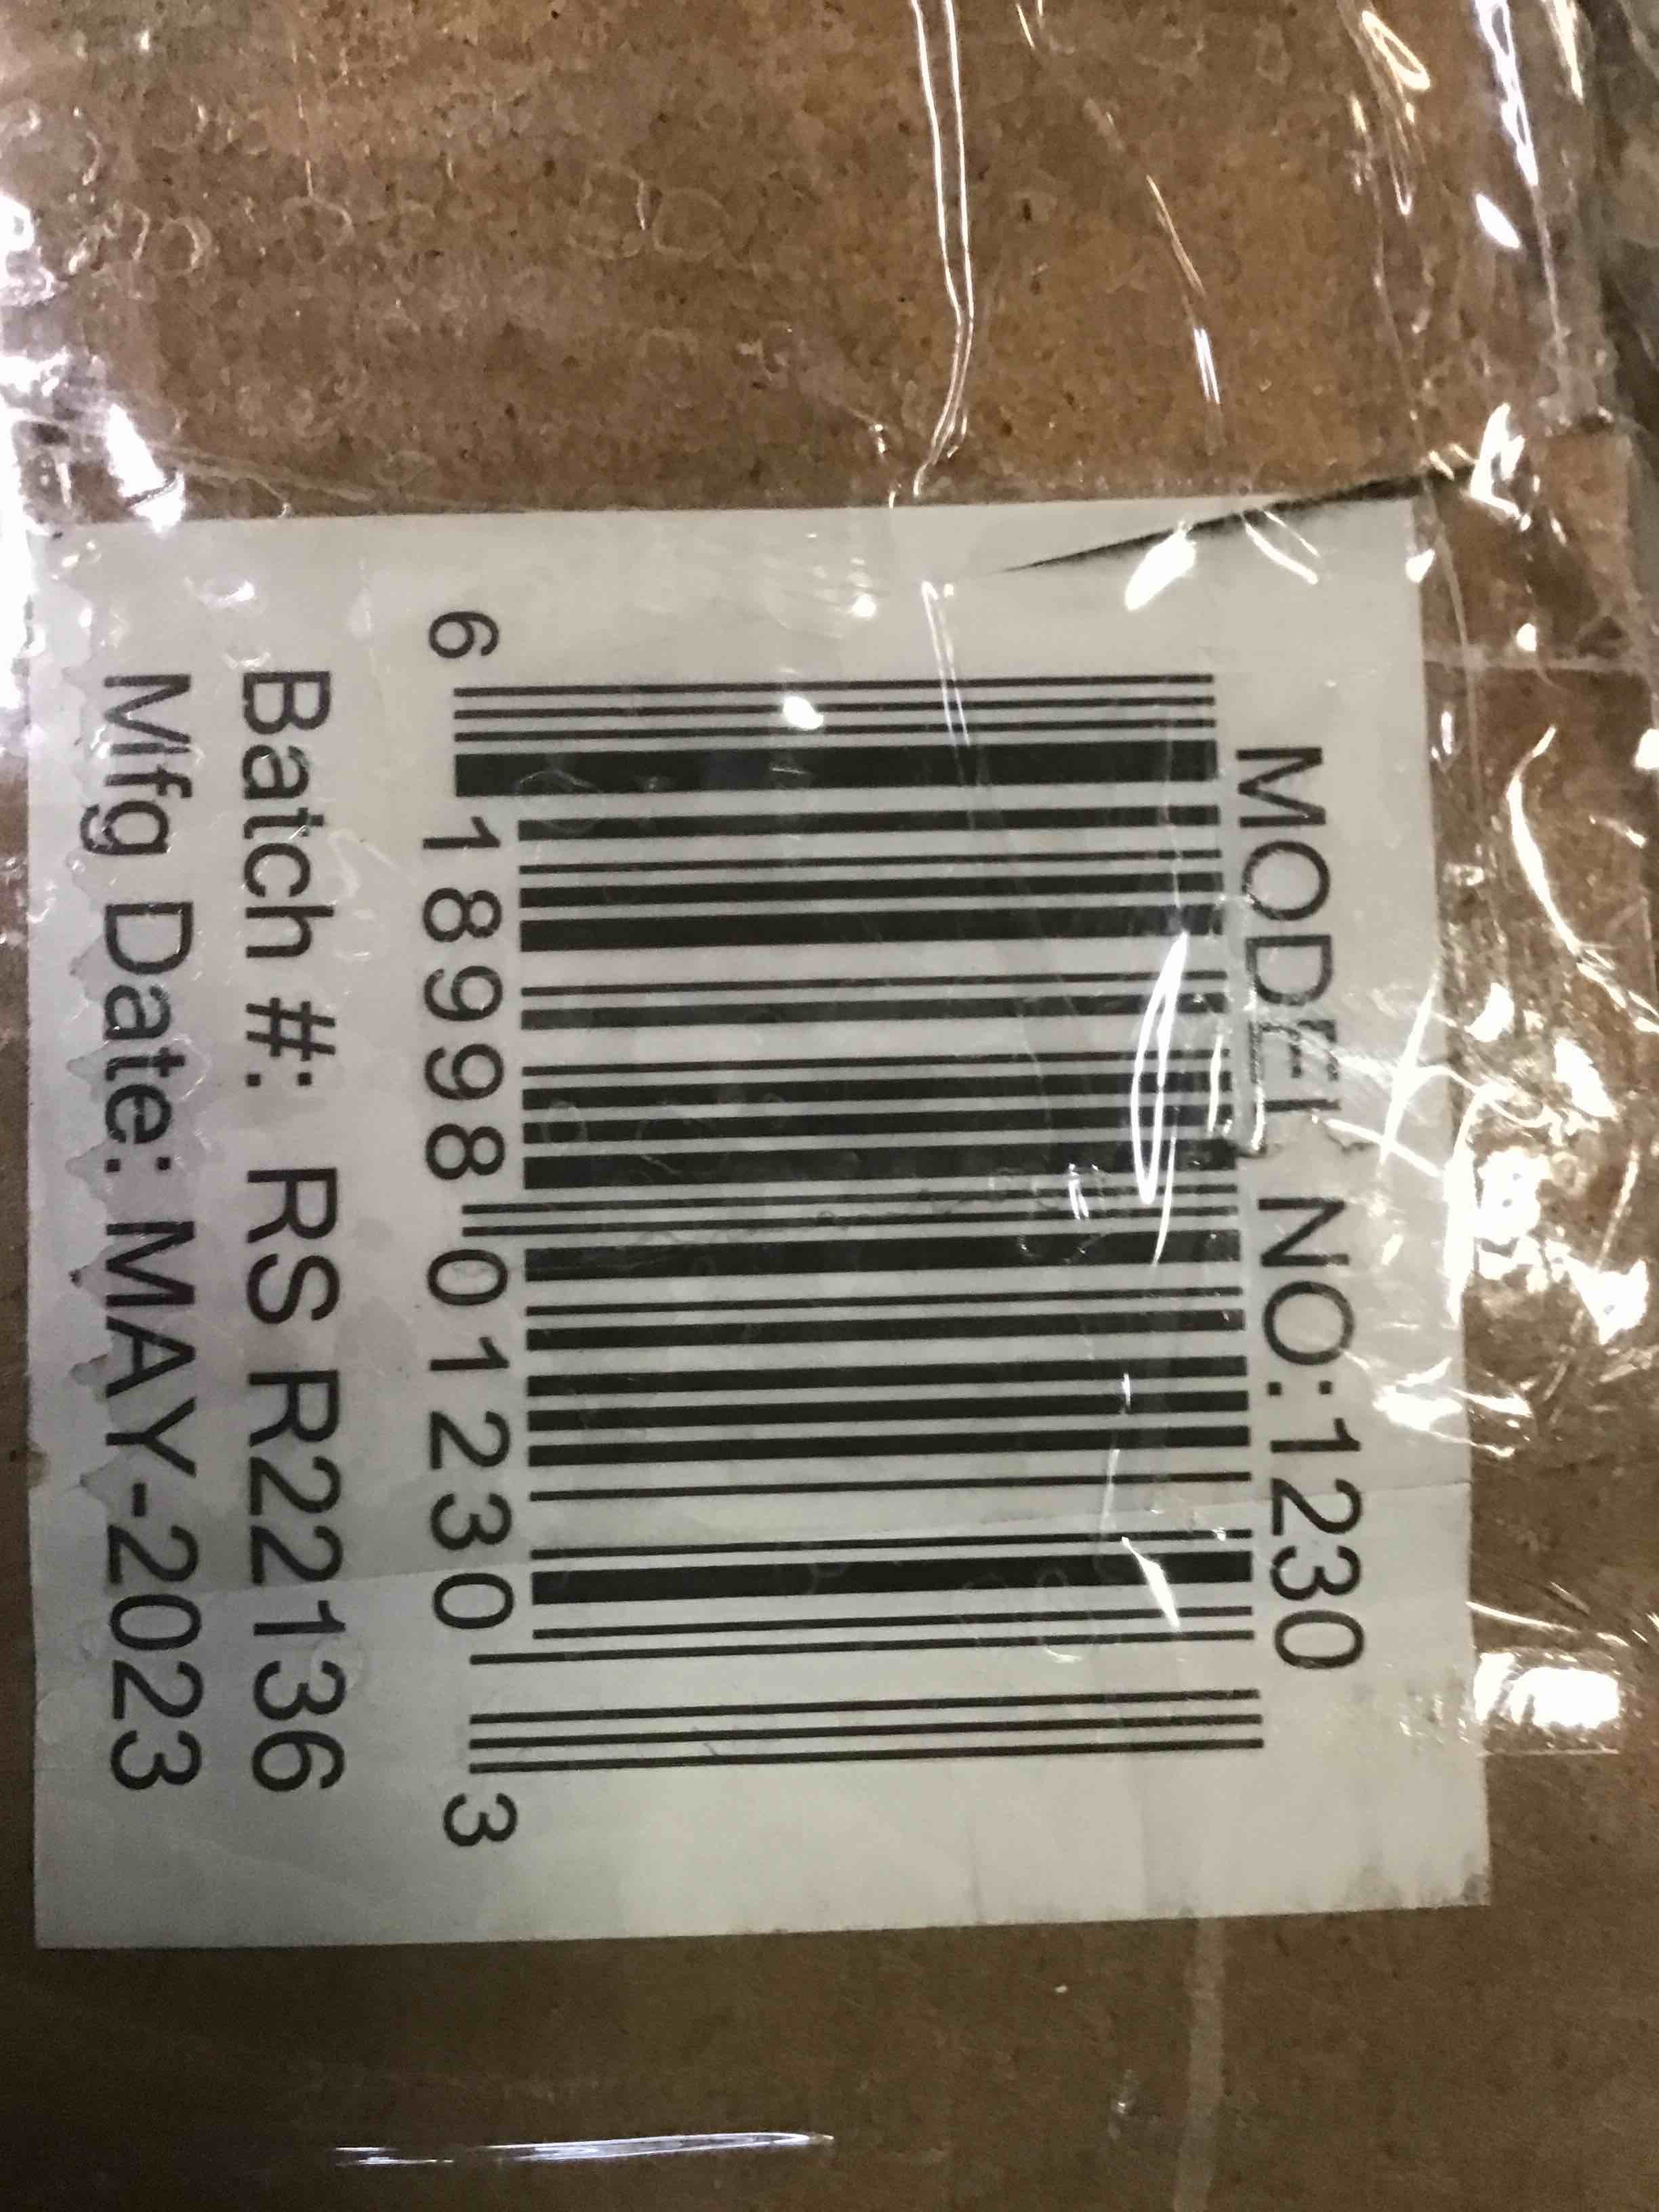 MODEL NO:1230
6 18998 01230 3
Batch #: RS R22136
Mfg Date: MAY-2023